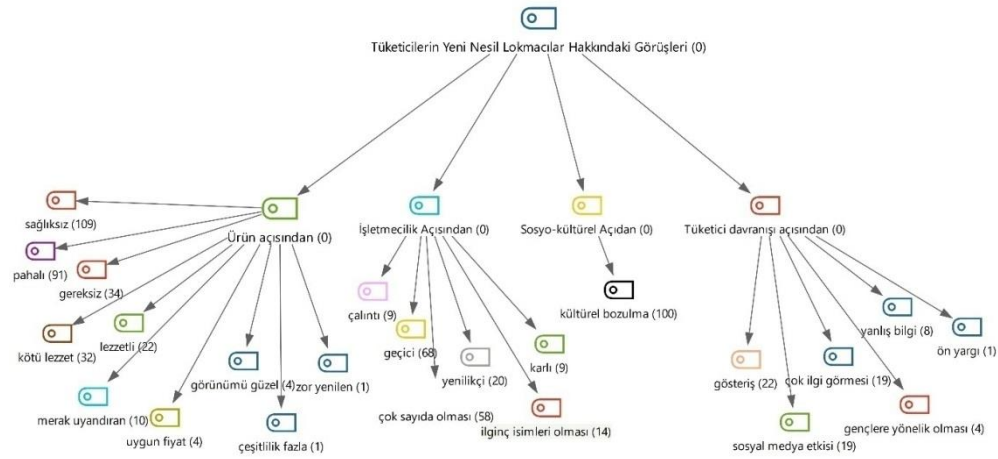 Tüketicilerin Yeni Nesil Lokmacılar Hakkındaki Görüşleri (0)
Ürün açısından (0)
İşletmecilik Açısından (0)
Sosyo-kültürel Açıdan (0)
Tüketici davranışı açısından (0)
sağlıksız (109)
pahalı (91)
gereksiz (34)
kötü lezzet (32)
lezzetli (22)
merak uyandıran (10)
uygun fiyat (4)
görünümü güzel (4)
çeşitlilik fazla (1)
zor yenilen (1)
çalıntı (9)
geçici (68)
çok sayıda olması (58)
yenilikçi (20)
ilginç isimleri olması (14)
karlı (9)
kültürel bozulma (100)
gösteriş (22)
sosyal medya etkisi (19)
çok ilgi görmesi (19)
gençlere yönelik olması (4)
yanlış bilgi (8)
ön yargı (1)